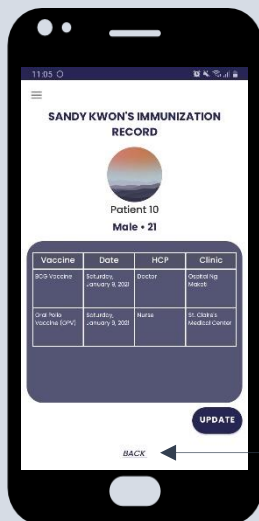 11:05
SANDY KWON'S IMMUNIZATION
RECORD
Patient 10
Male • 21
Vaccine Date HCP Clinic
BCG Vaccine Saturday, January 9, 2021 Doctor Ospital Ng Makati
Oral Polio Vaccine (OPV) Saturday, January 9, 2021 Nurse St. Claire's Medical Center
UPDATE
BACK